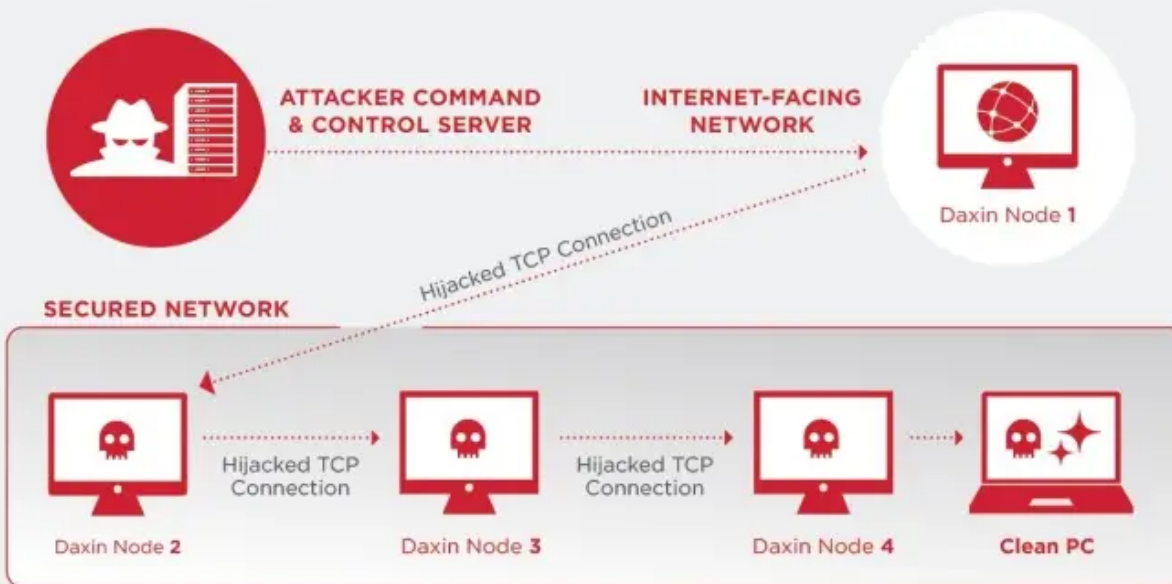 ATTACKER COMMAND
& CONTROL SERVER
INTERNET-FACING
NETWORK
Daxin Node 1
Hijacked TCP Connection
SECURED NETWORK
Hijacked TCP
Connection
Hijacked TCP
Connection
Daxin Node 2
Daxin Node 3
Daxin Node 4
Clean PC